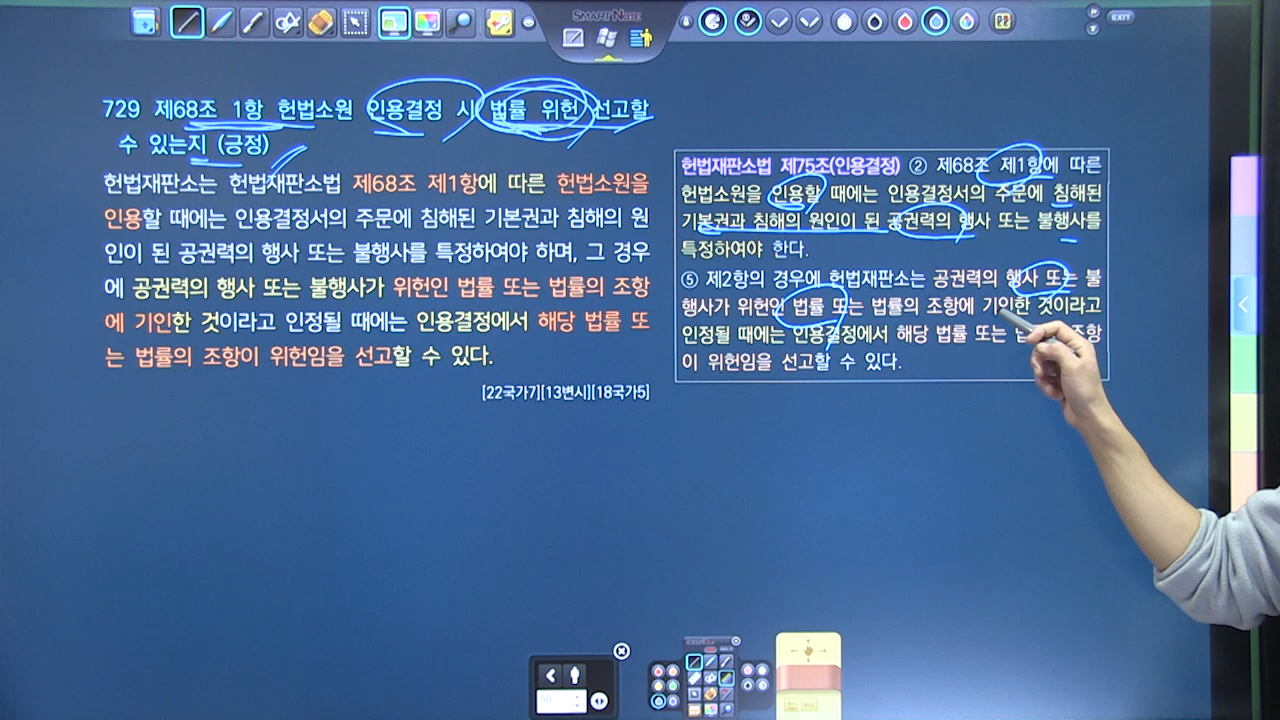 SMART NOTE
EXIT
729 제68조 1항 헌법소원 인용결정 시 법률 위헌 선고할
수 있는지 (긍정)
헌법재판소는 헌법재판소법 제68조 제1항에 따른 헌법소원을
인용할 때에는 인용결정서의 주문에 침해된 기본권과 침해의 원
인이 된 공권력의 행사 또는 불행사를 특정하여야 하며, 그 경우
에 공권력의 행사 또는 불행사가 위헌인 법률 또는 법률의 조항
에 기인한 것이라고 인정될 때에는 인용결정에서 해당 법률 또
는 법률의 조항이 위헌임을 선고할 수 있다.
[22국가7][13변시][18국가5]
헌법재판소법 제75조(인용결정) ② 제68조 제1항에 따른
헌법소원을 인용할 때에는 인용결정서의 주문에 침해된
기본권과 침해의 원인이 된 공권력의 행사 또는 불행사를
특정하여야 한다.
⑤ 제2항의 경우에 헌법재판소는 공권력의 행사 또는 불
행사가 위헌인 법률 또는 법률의 조항에 기인한 것이라고
인정될 때에는 인용결정에서 해당 법률 또는 조항
이 위헌임을 선고할 수 있다.
50
ALL